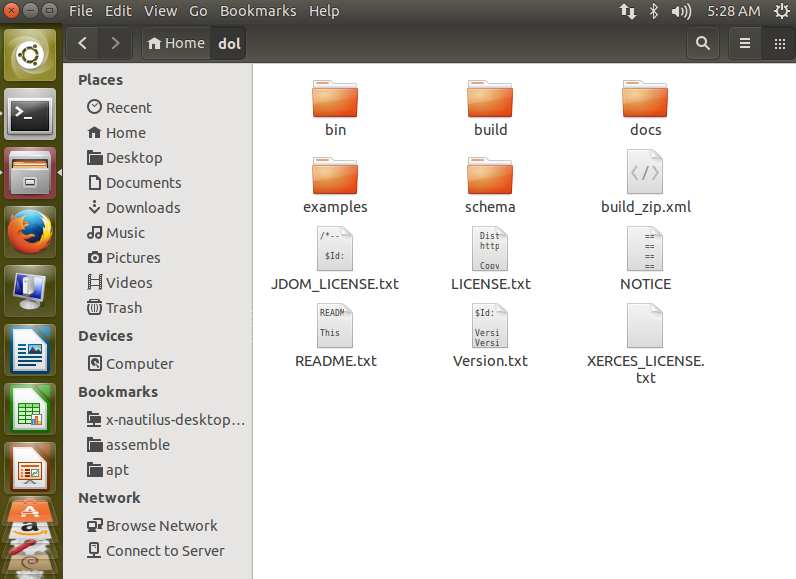 File Edit View Go Bookmarks Help 5:28 AM
Home dol
Places
Recent
Home
Desktop
Documents
Downloads
Music
Pictures
Videos
Trash
Devices
Computer
Bookmarks
x-nautilus-desktop…
assemble
apt
Network
Browse Network
Connect to Server
bin build docs
examples schema build_zip.xml
/*--
$Id:
Dist
http
Copy
==
==
==
==
JDOM_LICENSE.txt LICENSE.txt NOTICE
READM
This
$Id:
Versi
Versi
README.txt Version.txt XERCES_LICENSE.
txt